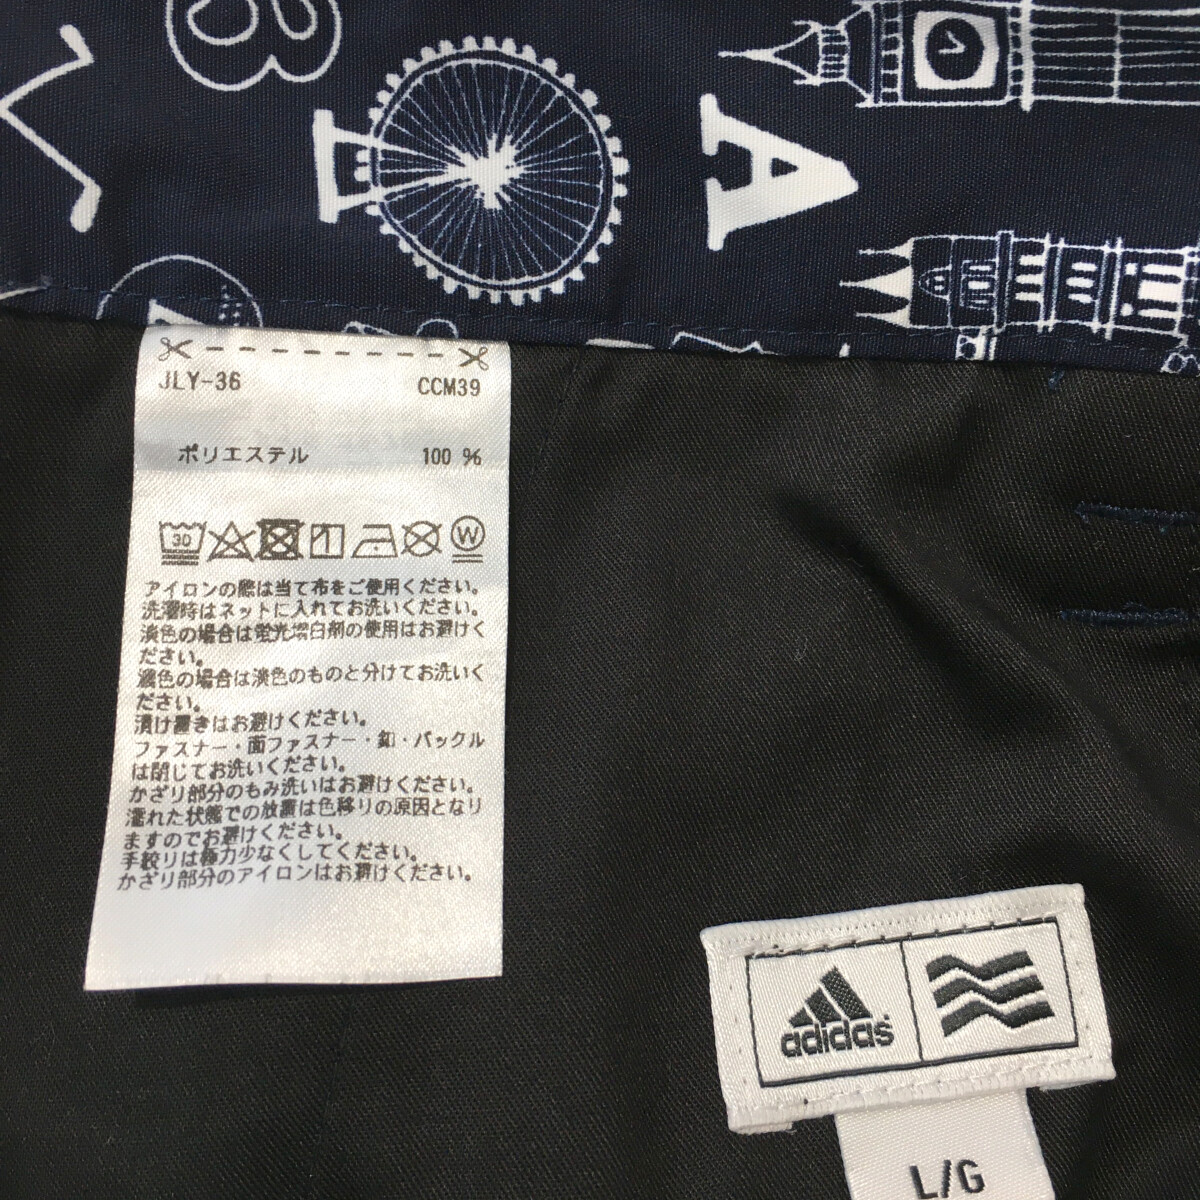 B
A
JLY-36 CCM39
ポリエステル 100 %
30 W
アイロンの際は当て布をご使用ください。
洗濯時はネットに入れてお洗いください。
淡色の場合は蛍光増白剤の使用はお避けく
ださい。
濃色の場合は淡色のものと分けてお洗いく
ださい。
漬け置きはお避けください。
ファスナー・面ファスナー・釦・バックル
は閉じてお洗いください。
かざり部分のもみ洗いはお避けください。
濡れた状態での放置は色移りの原因となり
ますのでお避けください。
手絞りは極力少なくしてください。
かざり部分のアイロンはお避けください。
adidas
L/G